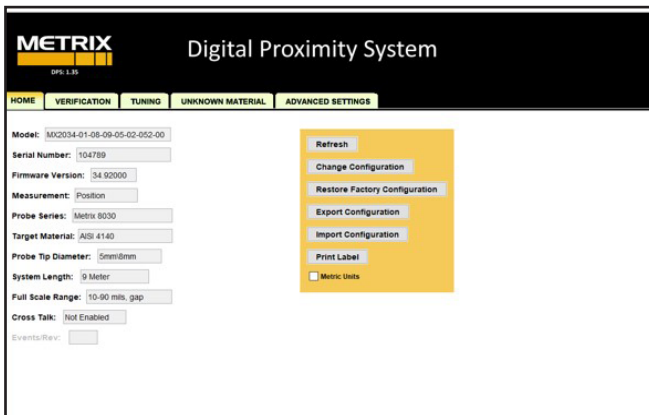 METRIX
DPS: 1.35
Digital Proximity System
HOME VERIFICATION TUNING UNKNOWN MATERIAL ADVANCED SETTINGS
Model: MX2034-01-08-09-05-02-052-00
Serial Number: 104789
Firmware Version: 34.92000
Measurement: Position
Probe Series: Metrix 8030
Target Material: AISI 4140
Probe Tip Diameter: 5mm\8mm
System Length: 9 Meter
Full Scale Range: 10-90 mils, gap
Cross Talk: Not Enabled
Events/Rev:
Refresh
Change Configuration
Restore Factory Configuration
Export Configuration
Import Configuration
Print Label
Metric Units